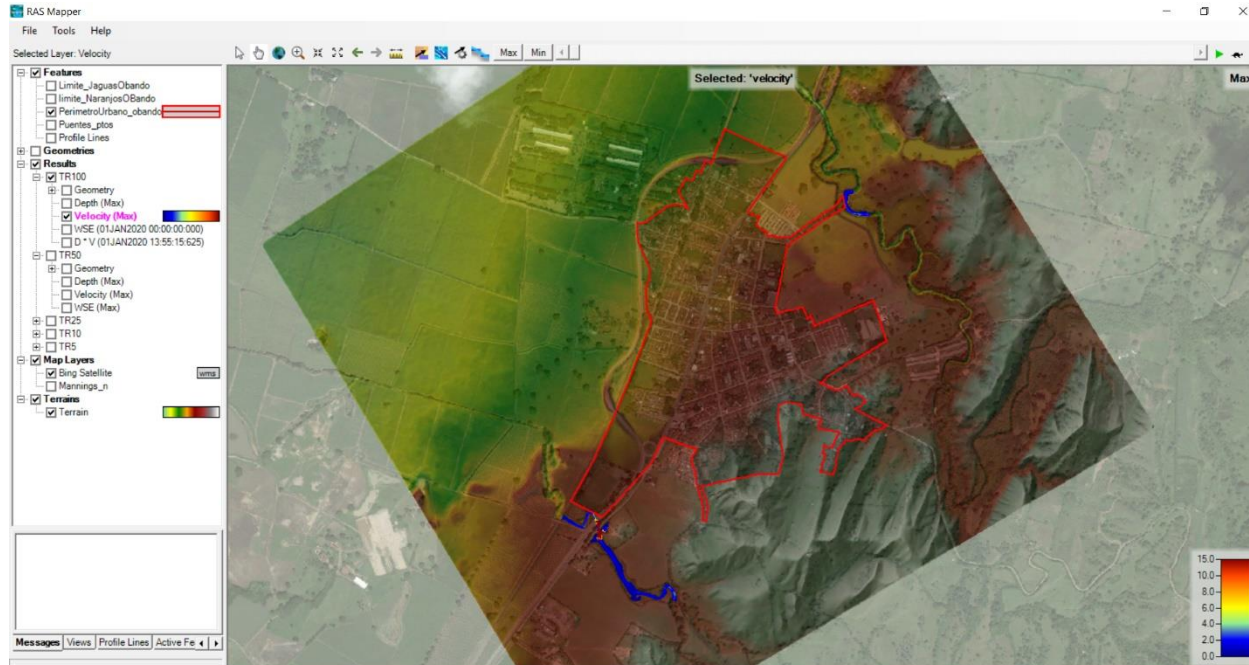 RAS Mapper
File Tools Help
Selected Layer: Velocity
Max Min
Features
Limite_JaguasObando
limite_NaranjosOBando
PerimetroUrbano_obando
Puentes_ptos
Profile Lines
Geometries
Results
TR100
Geometry
Depth (Max)
Velocity (Max)
WSE (01JAN2020 00:00:00:000)
D * V (01JAN2020 13:55:15:625)
TR50
Geometry
Depth (Max)
Velocity (Max)
WSE (Max)
TR25
TR10
TR5
Map Layers
Bing Satellite wms
Mannings_n
Terrains
Terrain
Messages Views Profile Lines Active Fe
Selected: 'velocity'
Max
15.0
10.0
8.0
6.0
4.0
2.0
0.0